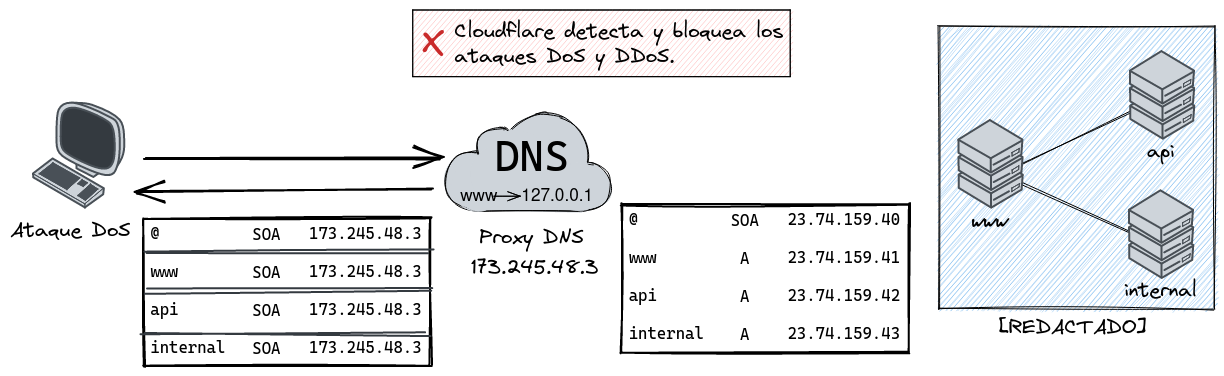 Cloudflare detecta y bloquea los
ataques DoS y DDoS.
DNS
www→127.0.0.1
Ataque DoS
Proxy DNS
173.245.48.3
@ SOA 173.245.48.3
www SOA 173.245.48.3
api SOA 173.245.48.3
internal SOA 173.245.48.3
@ SOA 23.74.159.40
www A 23.74.159.41
api A 23.74.159.42
internal A 23.74.159.43
api
www
internal
[REDACTADO]